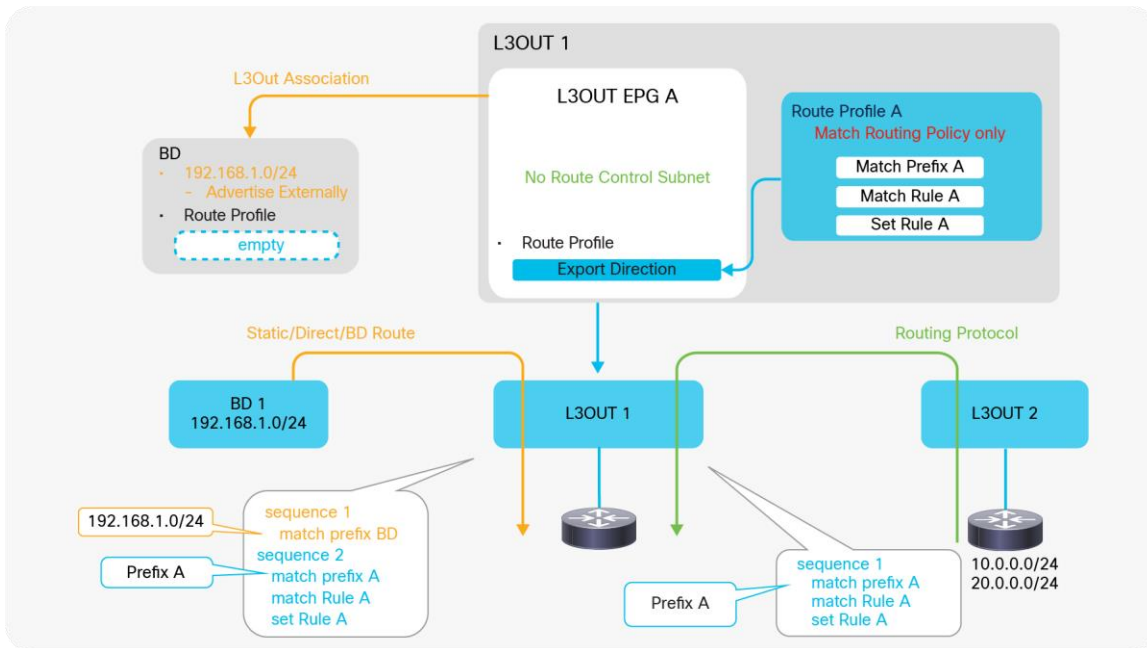 L3OUT 1
L3Out Association
L3OUT EPG A
Route Profile A
Match Routing Policy only
Match Prefix A
Match Rule A
Set Rule A
BD
· 192.168.1.0/24
- Advertise Externally
· Route Profile
empty
No Route Control Subnet
· Route Profile
Export Direction
Static/Direct/BD Route
Routing Protocol
BD 1
192.168.1.0/24
L3OUT 1
L3OUT 2
192.168.1.0/24
Prefix A
sequence 1
match prefix BD
sequence 2
match prefix A
match Rule A
set Rule A
Prefix A
sequence 1
match prefix A
match Rule A
set Rule A
10.0.0.0/24
20.0.0.0/24